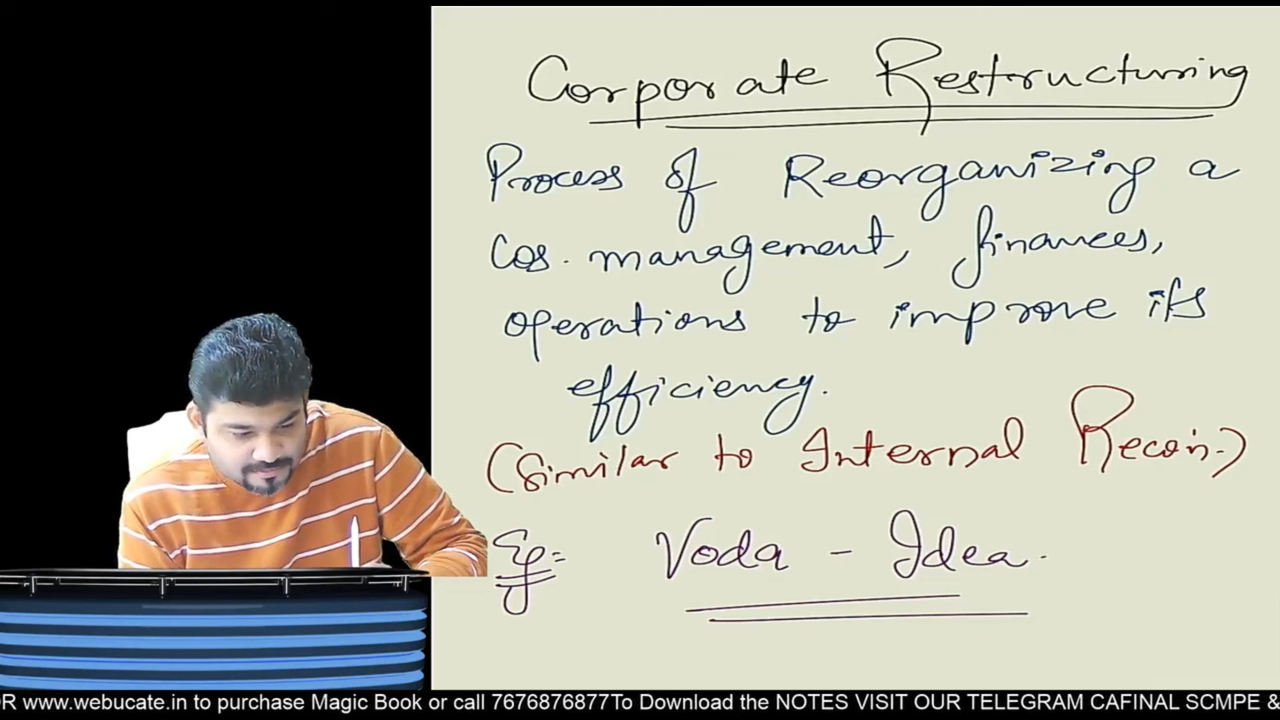 Corporate Restructuring
Process of Reorganizing a
Cos. management, finances,
operations to improve its
efficiency.
(Similar to Internal Recon.)
Eg:- Voda - Idea.
OR www.webucate.in to purchase Magic Book or call 7676876877To Download the NOTES VISIT OUR TELEGRAM CAFINAL SCMPE &